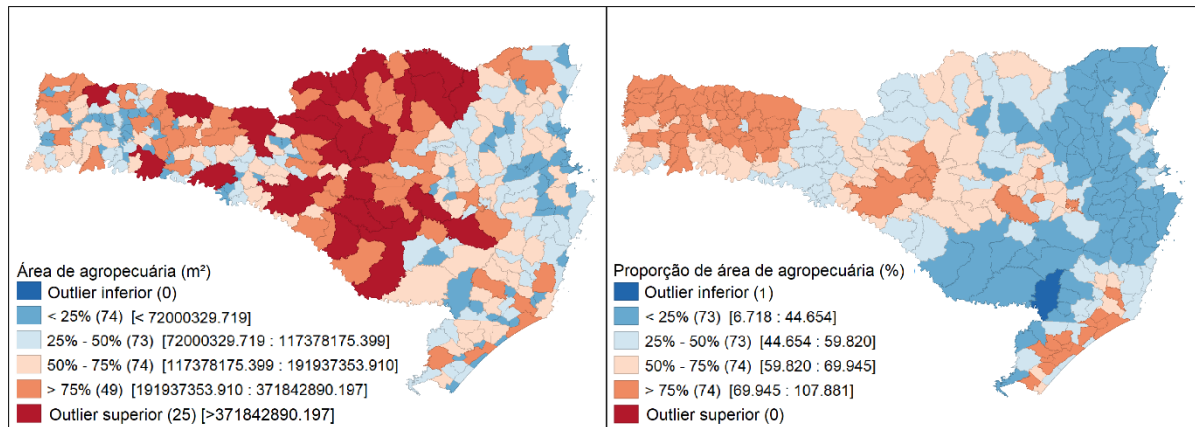 Área de agropecuária (m²)
Outlier inferior (0)
< 25% (74) [< 72000329.719]
25% - 50% (73) [72000329.719 : 117378175.399]
50% - 75% (74) [117378175.399 : 191937353.910]
> 75% (49) [191937353.910 : 371842890.197]
Outlier superior (25) [>371842890.197]
Proporção de área de agropecuária (%)
Outlier inferior (1)
< 25% (73) [6.718 : 44.654]
25% - 50% (73) [44.654 : 59.820]
50% - 75% (74) [59.820 : 69.945]
> 75% (74) [69.945 : 107.881]
Outlier superior (0)